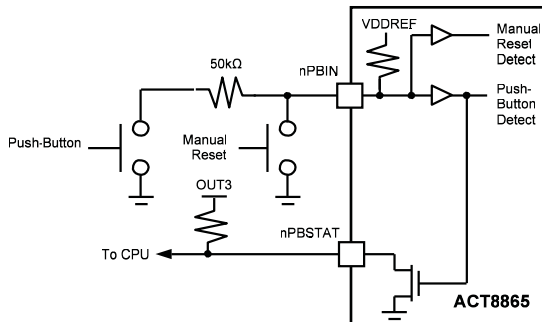 VDDREF
50kΩ
nPBIN
Manual
Reset
Detect
Push-
Button
Detect
Push-Button
Manual
Reset
OUT3
nPBSTAT
To CPU
ACT8865